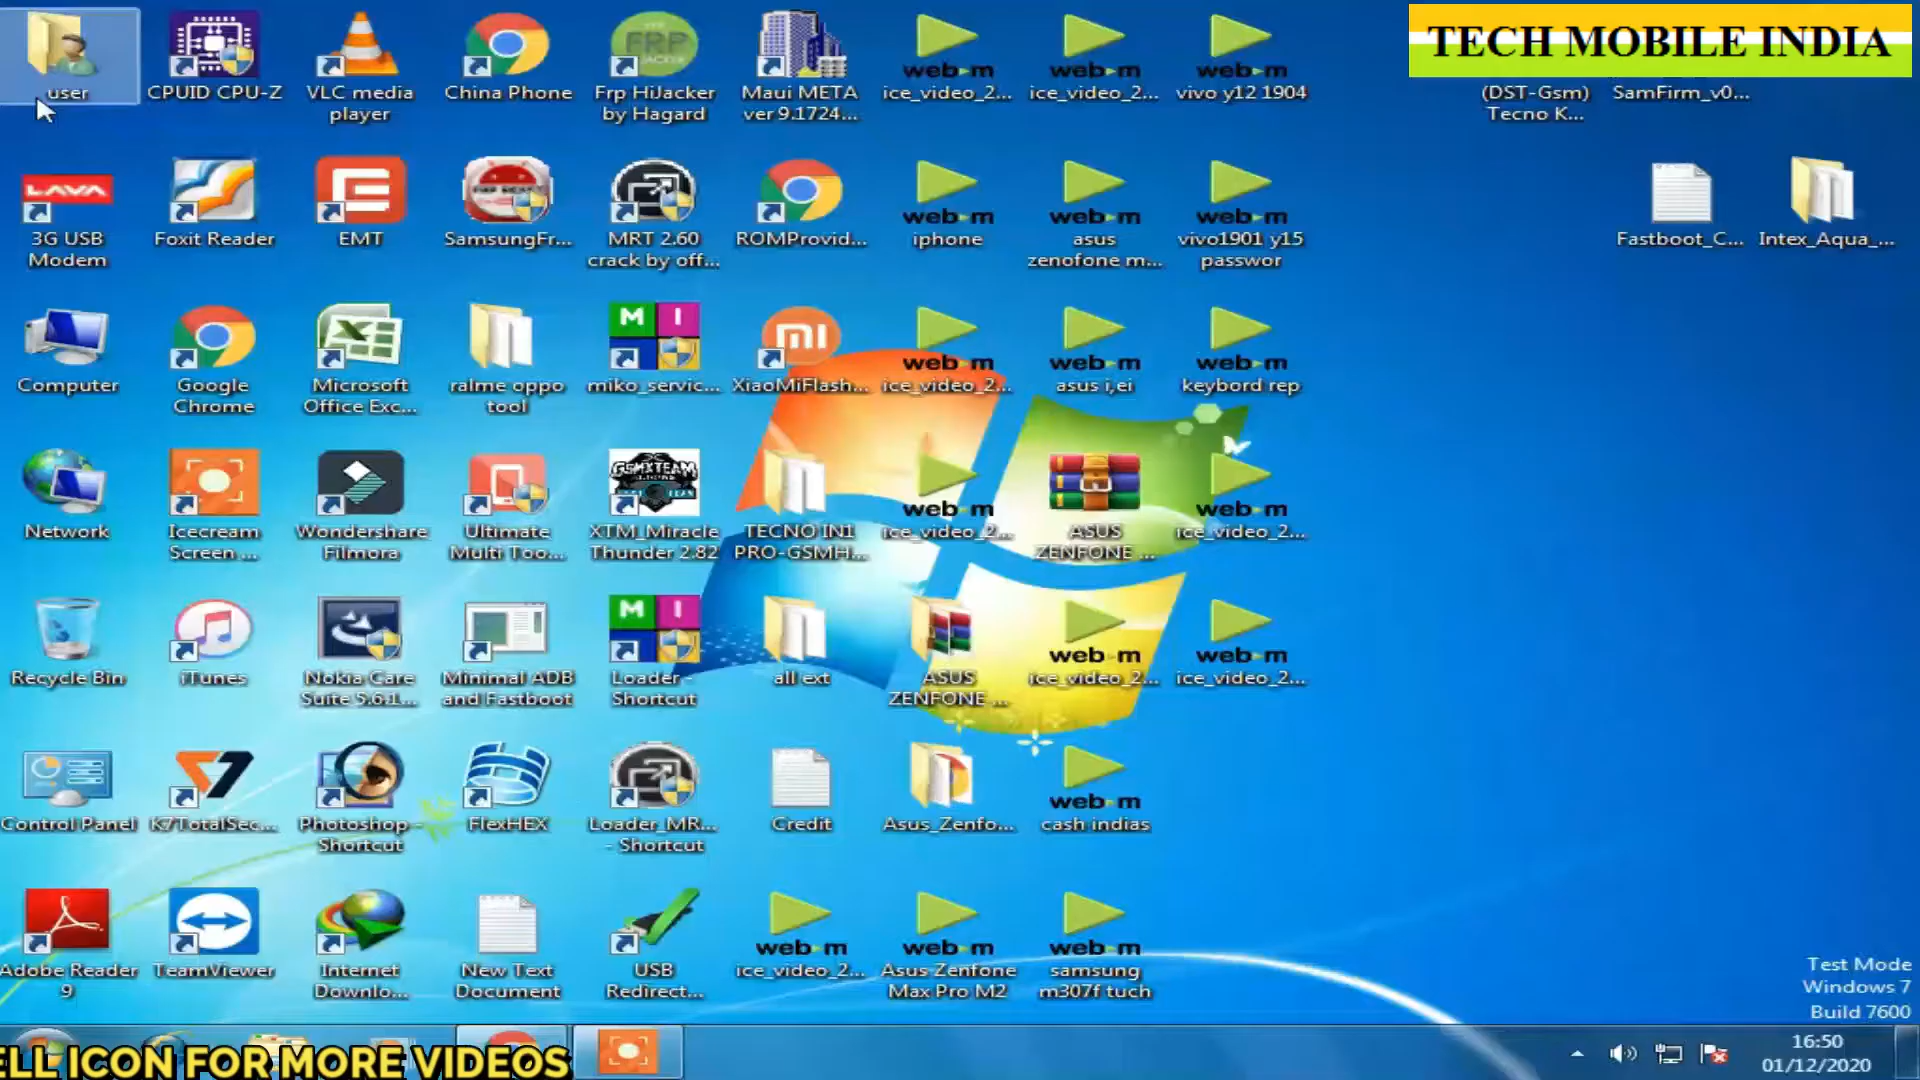 TECH MOBILE INDIA
user
CPUID CPU-Z
VLC media
player
China Phone
FRP
Frp HiJacker
by Hagard
Maui META
ver 9.1724...
web-m
ice_video_2...
web-m
ice_video_2...
web-m
vivo y12 1904
(DST-Gsm)
Tecno K...
SamFirm_v0...
LAVA
3G USB
Modem
Foxit Reader
EMT
SamsungFr...
MRT 2.60
crack by off...
ROMProvid...
web-m
iphone
web-m
asus
zenofone m...
web-m
vivo1901 y15
passwor
Fastboot_C...
Intex_Aqua_...
Computer
Google
Chrome
Microsoft
Office Exc...
ralme oppo
tool
M I
miko_servic...
XiaoMiFlash...
web-m
ice_video_2...
web-m
asus i,ei
web-m
keybord rep
Network
Icecream
Screen ...
Wondershare
Filmora
Ultimate
Multi Too...
GSMXTEAM
XTM_Miracle
Thunder 2.82
TECNO IN1
PRO-GSMH...
web-m
ice_video_2...
ASUS
ZENFONE ...
web-m
ice_video_2...
Recycle Bin
iTunes
Nokia Care
Suite 5.6.1...
Minimal ADB
and Fastboot
M I
Loader -
Shortcut
all ext
ASUS
ZENFONE ...
web-m
ice_video_2...
web-m
ice_video_2...
Control Panel
K7TotalSec...
Photoshop -
Shortcut
FlexHEX
Loader_MR...
- Shortcut
Credit
Asus_Zenfo...
web-m
cash indias
Adobe Reader
9
TeamViewer
Internet
Downlo...
New Text
Document
USB
Redirect...
web-m
ice_video_2...
web-m
Asus Zenfone
Max Pro M2
web-m
samsung
m307f tuch
Test Mode
Windows 7
Build 7600
ELL ICON FOR MORE VIDEOS
16:50
01/12/2020